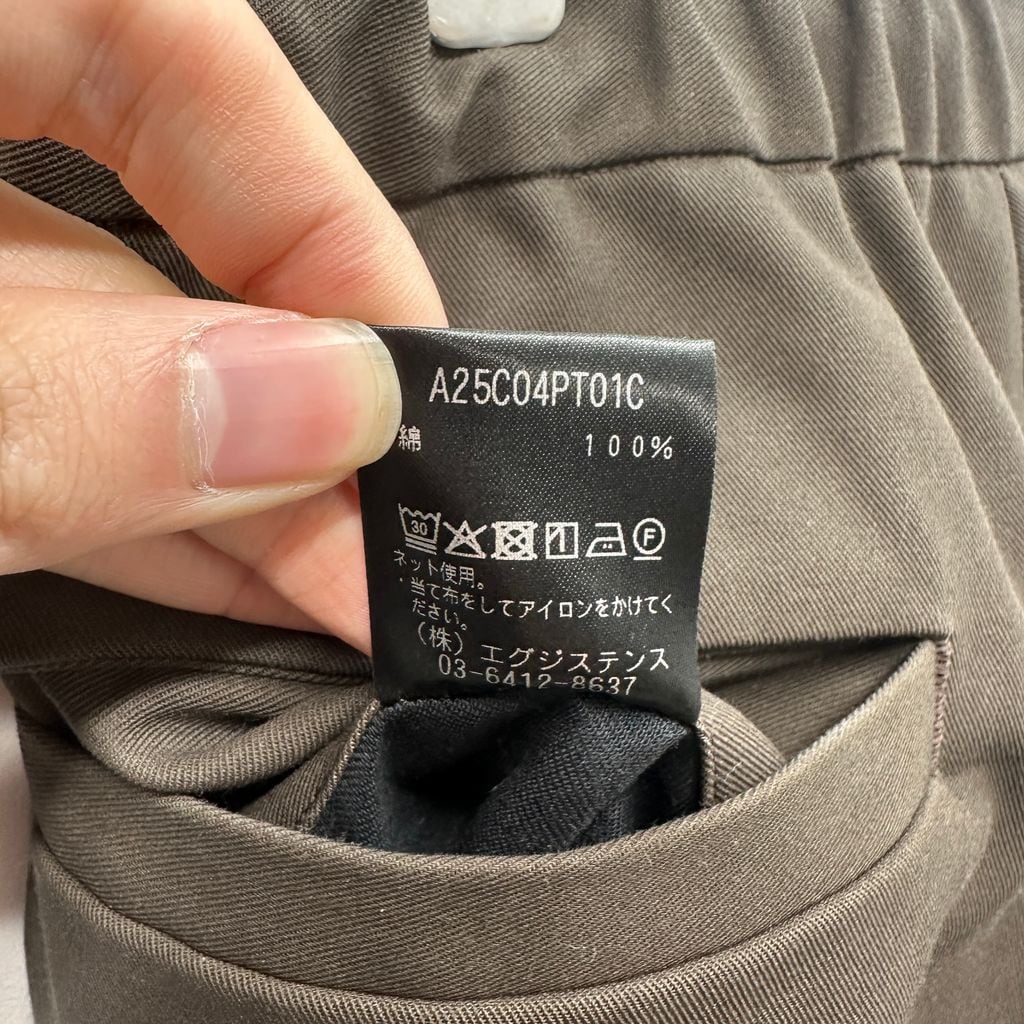 A25C04PT01C
綿 100%
30 F
ネット使用。
・当て布をしてアイロンをかけてく
ださい。
(株) エグジステンス
03-6412-8637